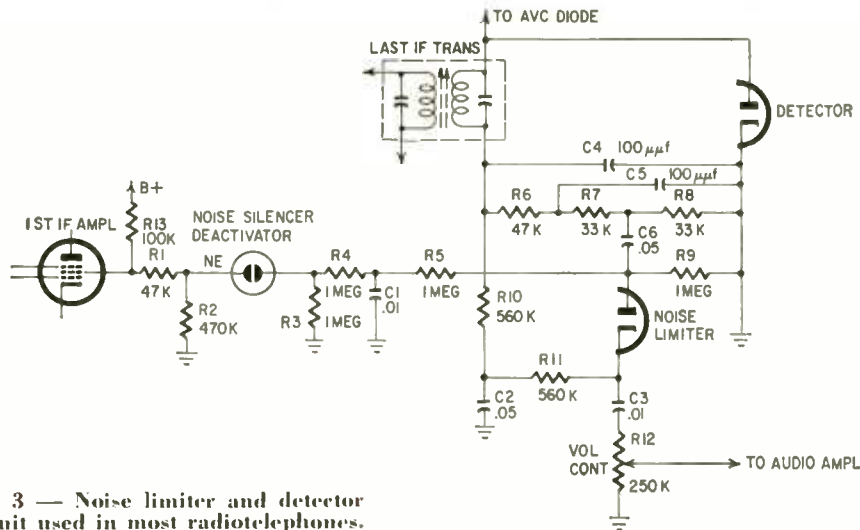 TO AVC DIODE
LAST IF TRANS
DETECTOR
C4 100μμf
C5 100μμf
B+
R13
100K
1ST IF AMPL
NOISE SILENCER
DEACTIVATOR
R6
47K
R7
33K
R8
33K
C6
.05
R1
47K
NE
R4
1MEG
R5
1MEG
R9
1MEG
R2
470K
R3
1MEG
C1
.01
R10
560K
NOISE
LIMITER
R11
560K
C2
.05
C3
.01
VOL
CONT
R12
250K
TO AUDIO AMPL
3 — Noise limiter and detector
uit used in most radiotelephones.